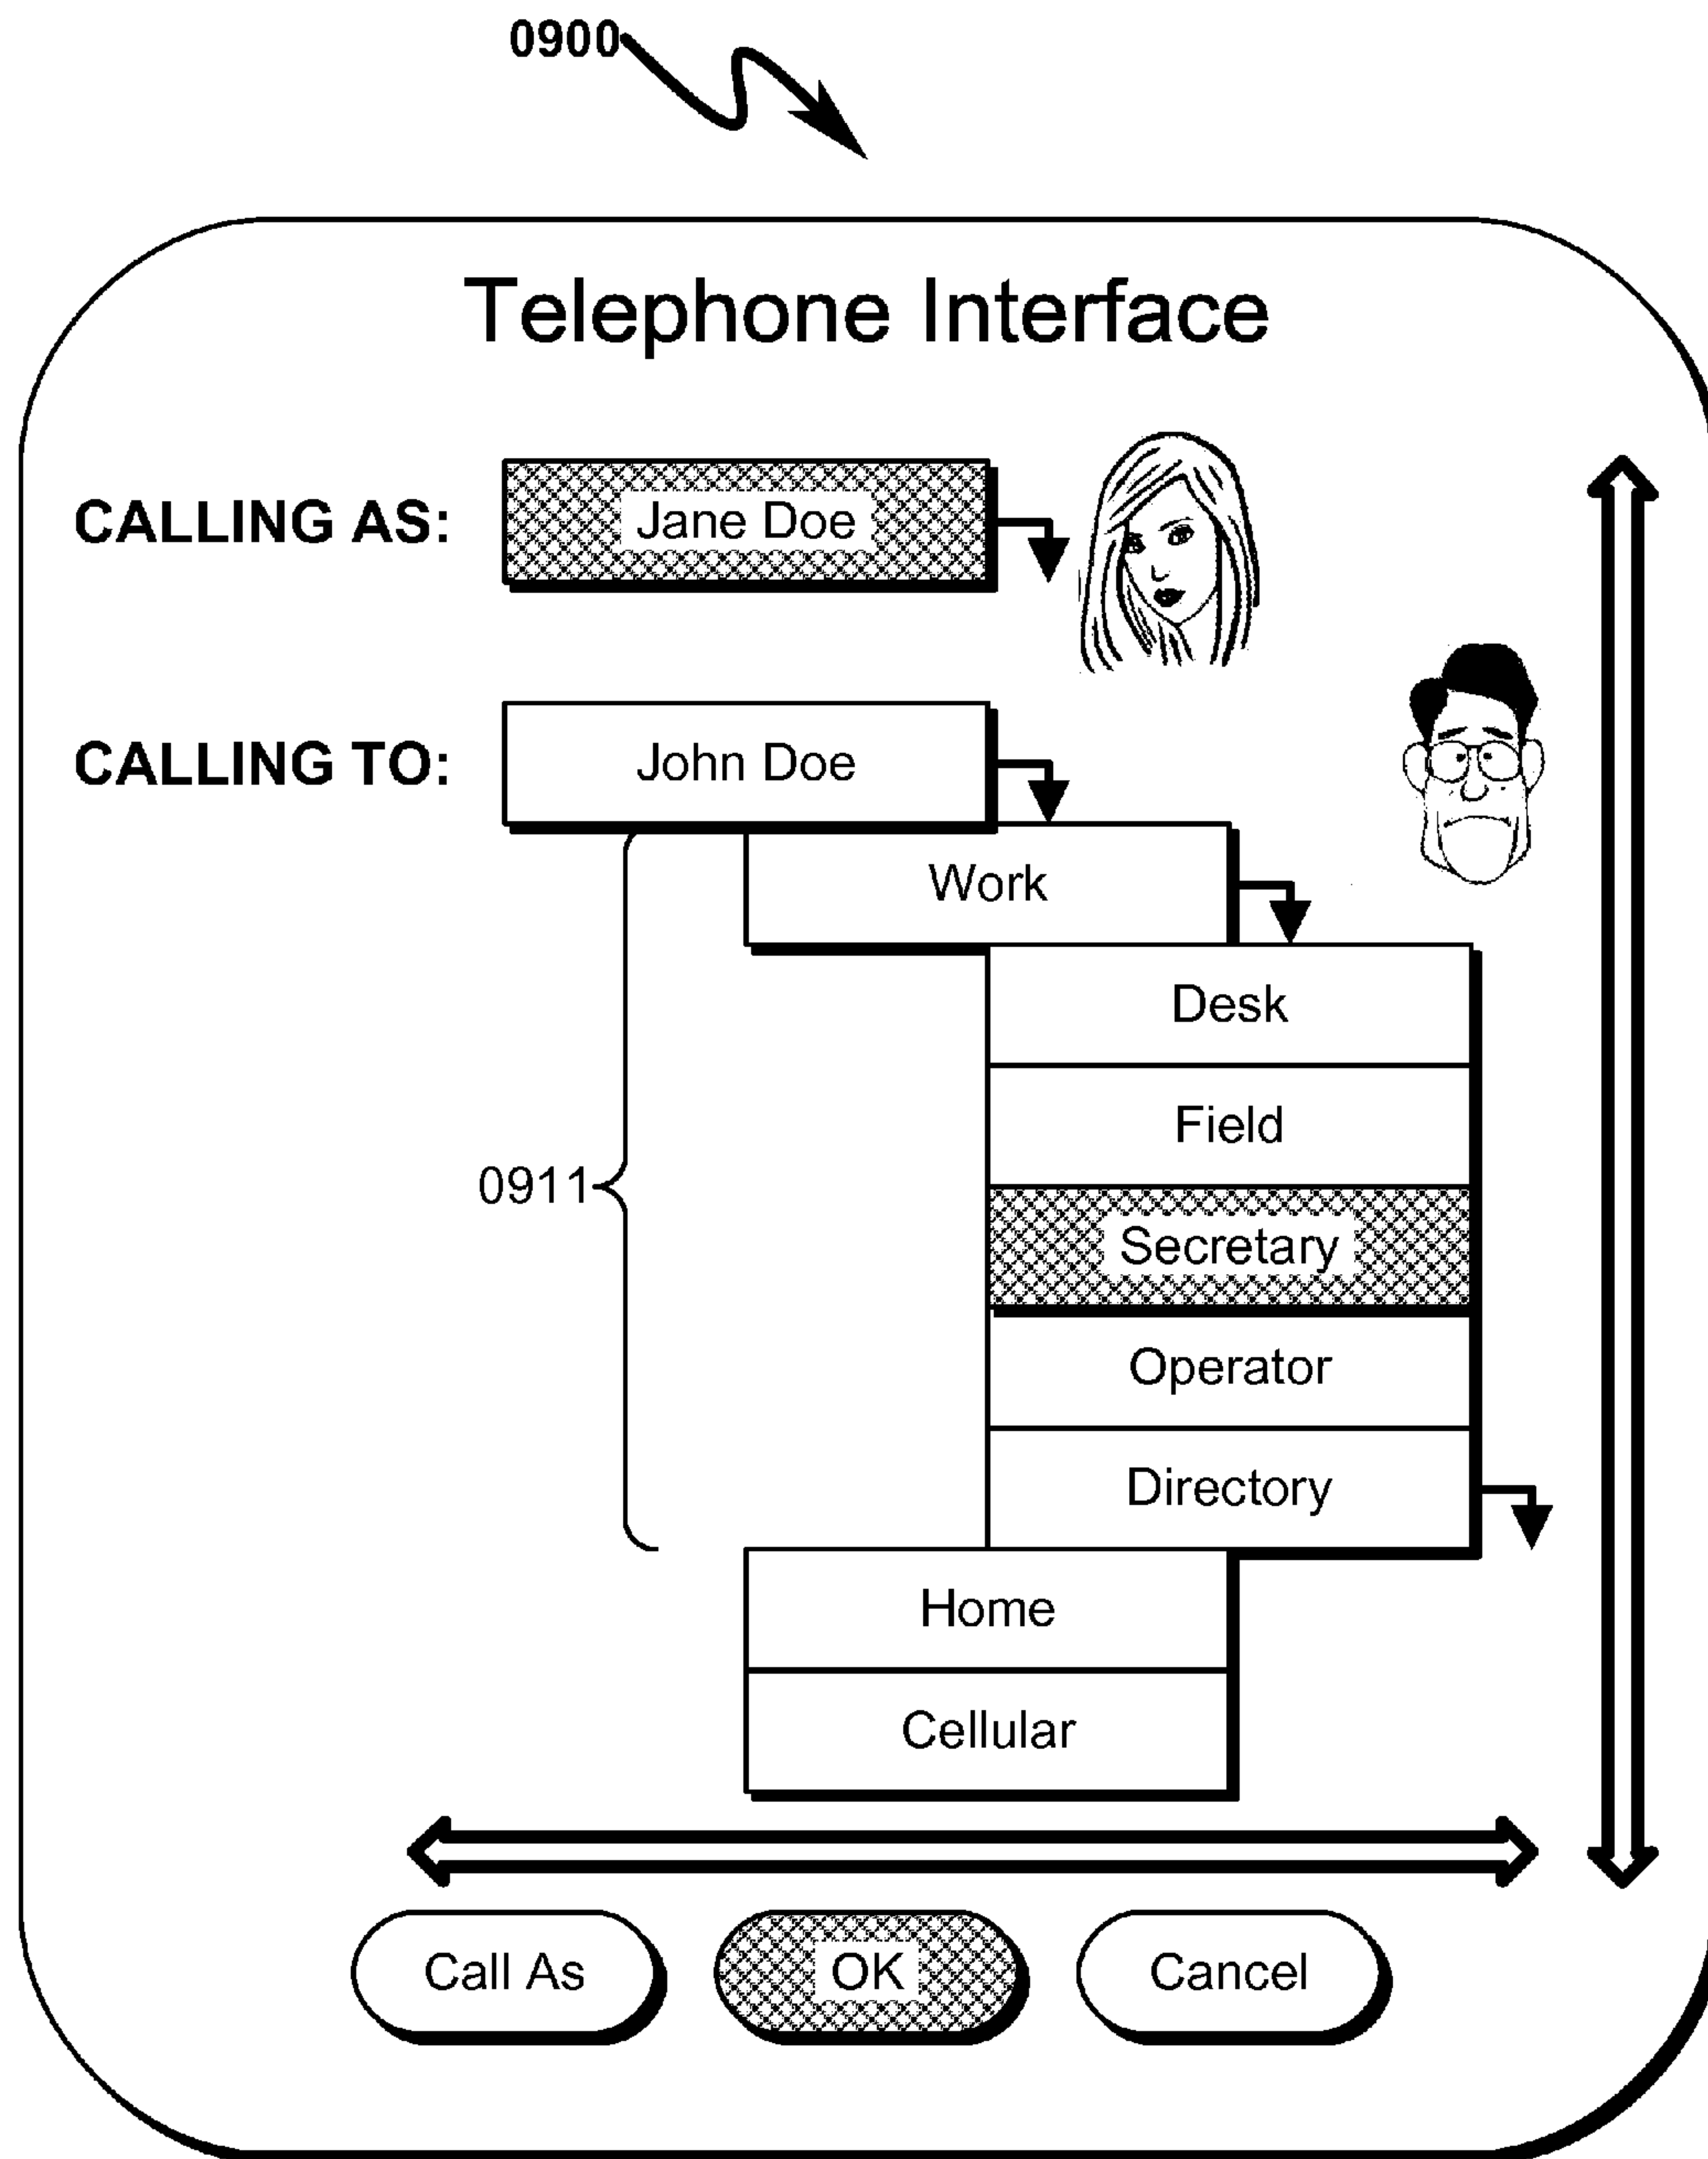 0900
Telephone Interface
CALLING AS: Jane Doe
CALLING TO: John Doe
Work
Desk
Field
0911
Secretary
Operator
Directory
Home
Cellular
Call As OK Cancel